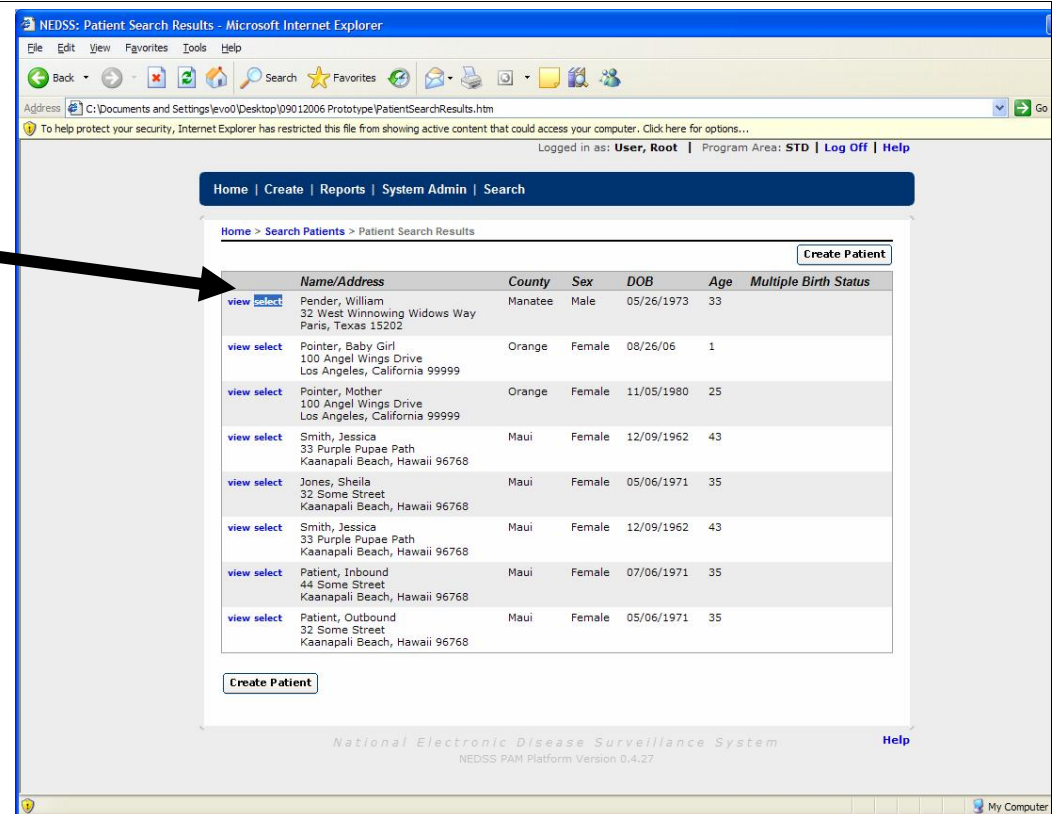 NEDSS: Patient Search Results - Microsoft Internet Explorer
File Edit View Favorites Tools Help
Back Search Favorites
Address C:\Documents and Settings\evo0\Desktop\09012006 Prototype\PatientSearchResults.htm Go
To help protect your security, Internet Explorer has restricted this file from showing active content that could access your computer. Click here for options...
Logged in as: User, Root | Program Area: STD | Log Off | Help
Home | Create | Reports | System Admin | Search
Home > Search Patients > Patient Search Results
Create Patient
Name/Address County Sex DOB Age Multiple Birth Status
view select Pender, William Manatee Male 05/26/1973 33
32 West Winnowing Widows Way
Paris, Texas 15202
view select Pointer, Baby Girl Orange Female 08/26/06 1
100 Angel Wings Drive
Los Angeles, California 99999
view select Pointer, Mother Orange Female 11/05/1980 25
100 Angel Wings Drive
Los Angeles, California 99999
view select Smith, Jessica Maui Female 12/09/1962 43
33 Purple Pupae Path
Kaanapali Beach, Hawaii 96768
view select Jones, Sheila Maui Female 05/06/1971 35
32 Some Street
Kaanapali Beach, Hawaii 96768
view select Smith, Jessica Maui Female 12/09/1962 43
33 Purple Pupae Path
Kaanapali Beach, Hawaii 96768
view select Patient, Inbound Maui Female 07/06/1971 35
44 Some Street
Kaanapali Beach, Hawaii 96768
view select Patient, Outbound Maui Female 05/06/1971 35
32 Some Street
Kaanapali Beach, Hawaii 96768
Create Patient
National Electronic Disease Surveillance System Help
NEDSS PAM Platform Version 0.4.27
My Computer